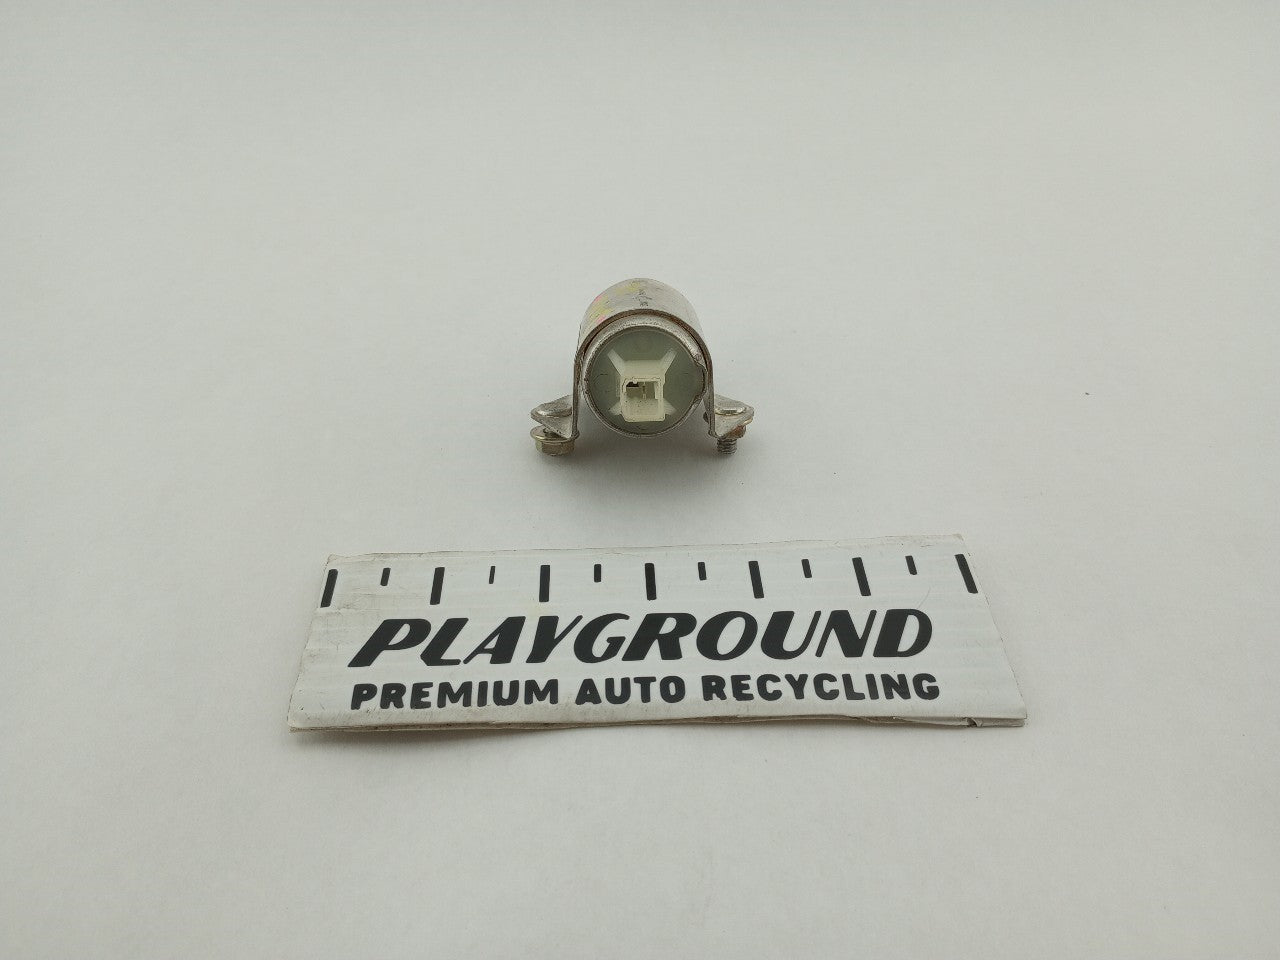 PLAYGROUND
PREMIUM AUTO RECYCLING